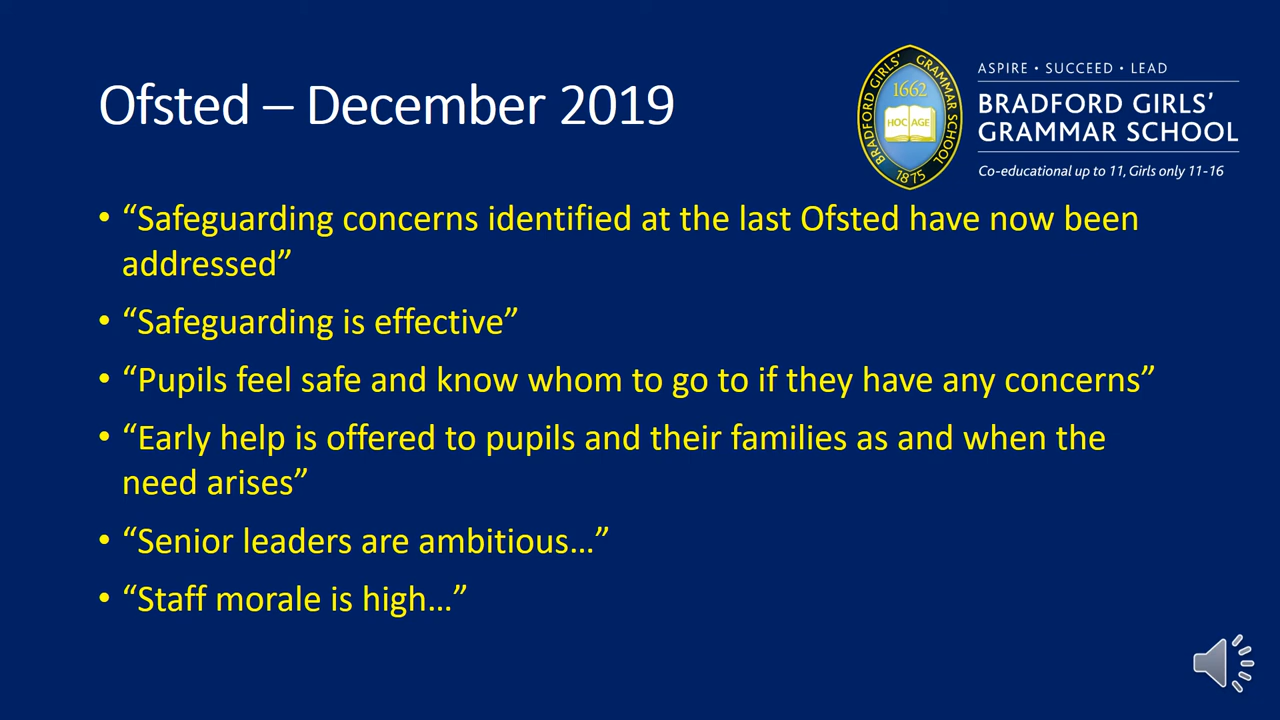 Ofsted – December 2019
BRADFORD GIRLS' GRAMMAR SCHOOL
1662
HOC AGE
1875
ASPIRE • SUCCEED • LEAD
BRADFORD GIRLS'
GRAMMAR SCHOOL
Co-educational up to 11, Girls only 11-16
• “Safeguarding concerns identified at the last Ofsted have now been
addressed”
• “Safeguarding is effective”
• “Pupils feel safe and know whom to go to if they have any concerns”
• “Early help is offered to pupils and their families as and when the
need arises”
• “Senior leaders are ambitious…”
• “Staff morale is high…”